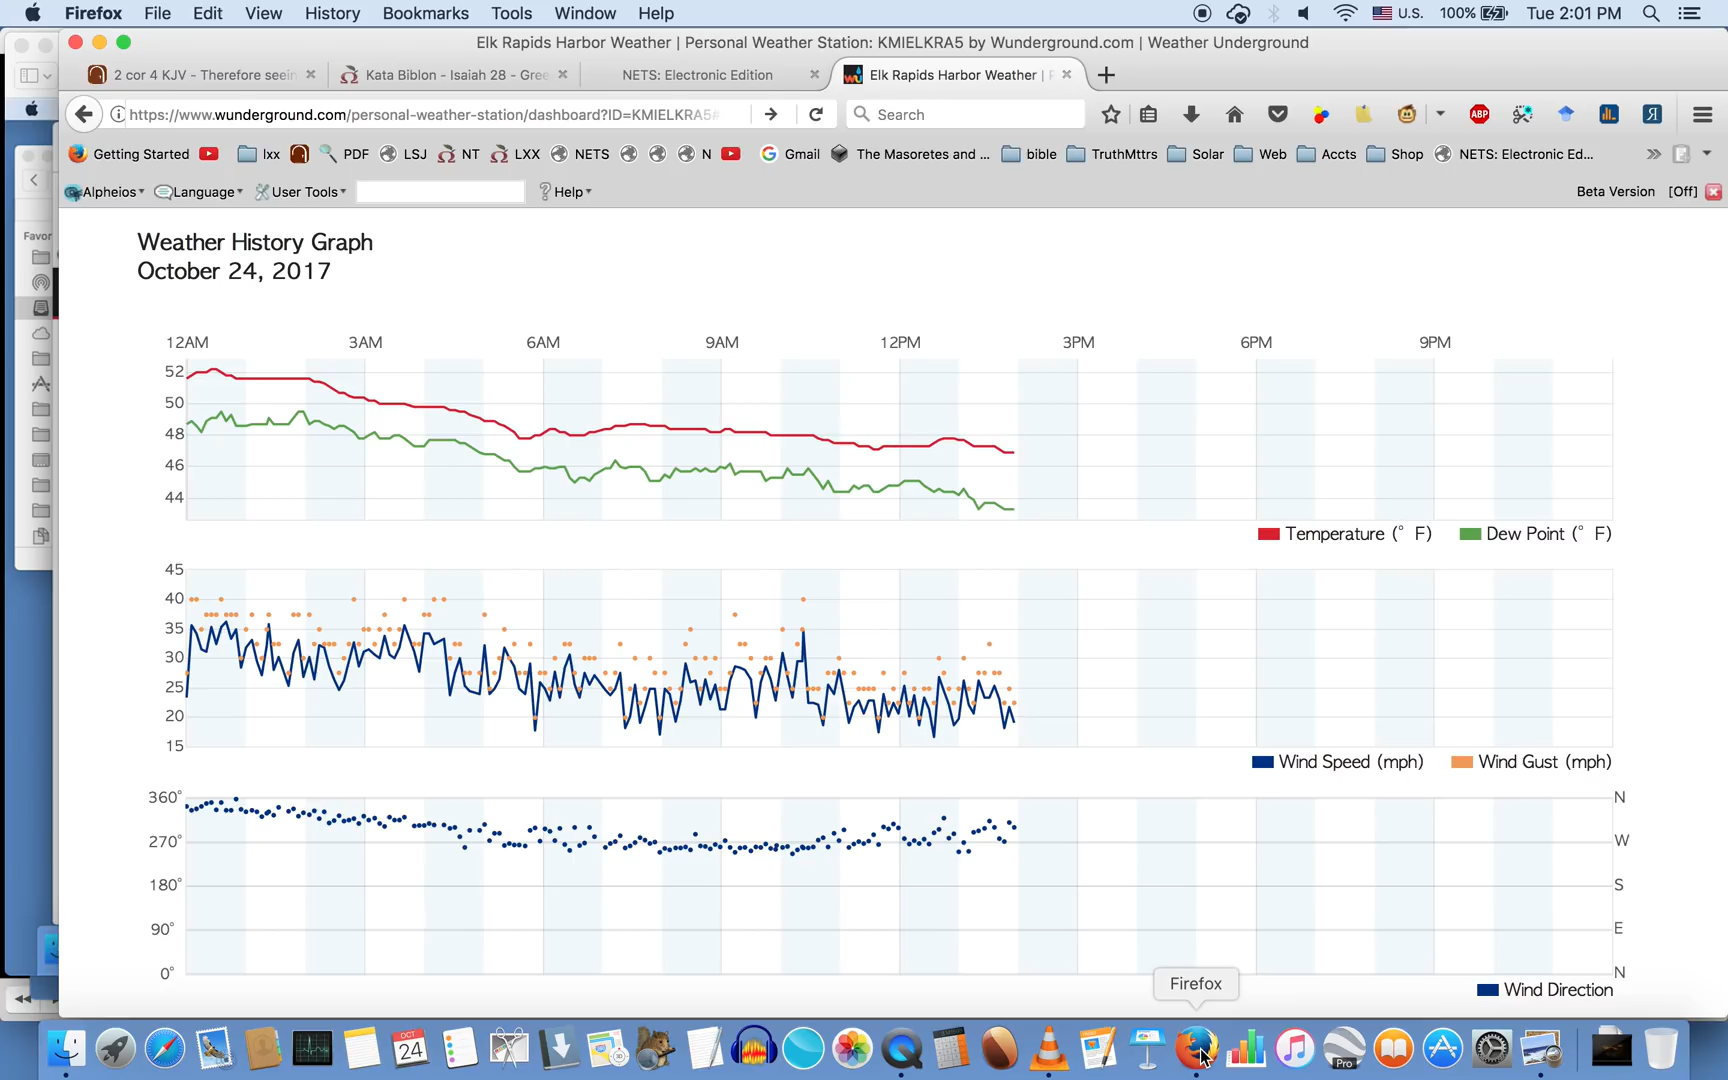 Firefox File Edit View History Bookmarks Tools Window Help U.S. 100% Tue 2:01 PM
Elk Rapids Harbor Weather | Personal Weather Station: KMIELKRA5 by Wunderground.com | Weather Underground
2 cor 4 KJV - Therefore seein Kata Biblon - Isaiah 28 - Gree NETS: Electronic Edition Elk Rapids Harbor Weather |
https://www.wunderground.com/personal-weather-station/dashboard?ID=KMIELKRA5# Search ABP Я
Getting Started lxx PDF LSJ NT LXX NETS N Gmail The Masoretes and ... bible TruthMttrs Solar Web Accts Shop NETS: Electronic Ed...
Alpheios Language User Tools Help Beta Version [Off]
Favor
Weather History Graph
October 24, 2017
12AM 3AM 6AM 9AM 12PM 3PM 6PM 9PM
52
50
48
46
44
Temperature (° F) Dew Point (° F)
45
40
35
30
25
20
15
Wind Speed (mph) Wind Gust (mph)
360° N
270° W
180° S
90° E
0° N
Wind Direction
Firefox
OCT
24
Pro